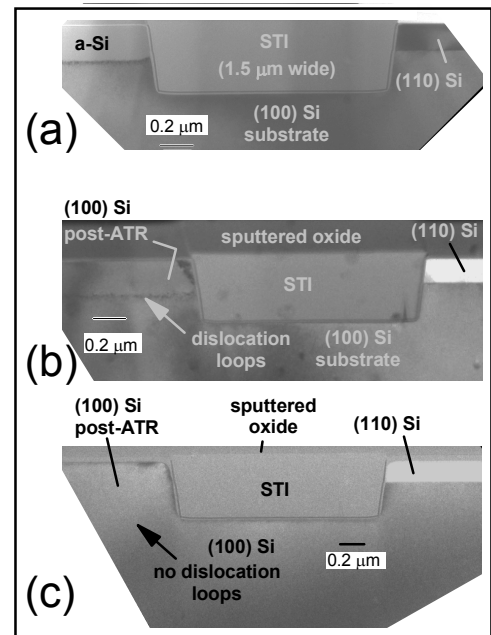 a-Si
STI
(1.5 μm wide)
(110) Si
(100) Si
substrate
0.2 μm
(a)
(100) Si
post-ATR
sputtered oxide
(110) Si
STI
0.2 μm
dislocation
loops
(100) Si
substrate
(b)
(100) Si
post-ATR
sputtered
oxide
(110) Si
STI
(100) Si
0.2 μm
no dislocation
loops
(c)